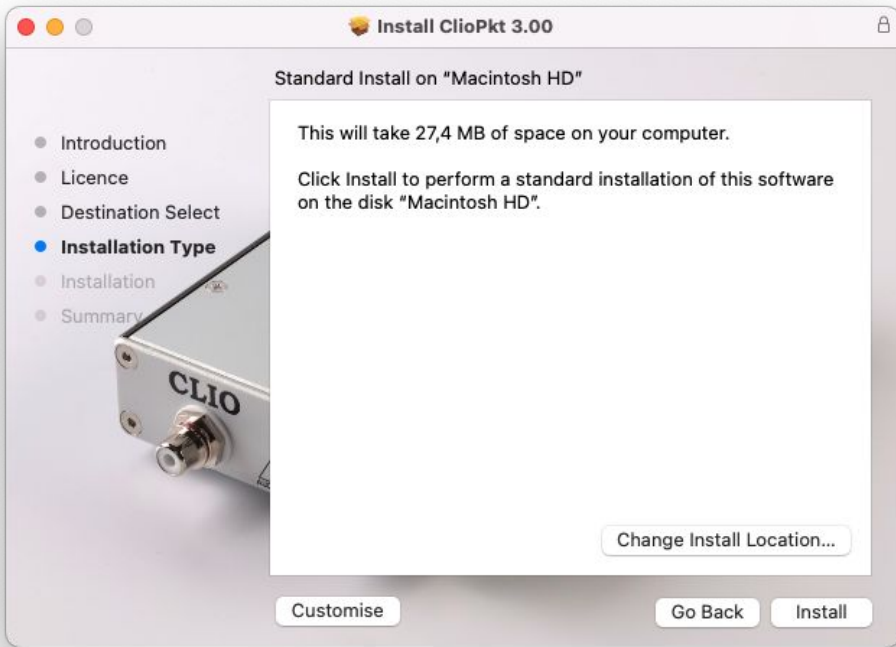 Install ClioPkt 3.00
Standard Install on “Macintosh HD”
Introduction
Licence
Destination Select
Installation Type
Installation
Summary
This will take 27,4 MB of space on your computer.
Click Install to perform a standard installation of this software
on the disk “Macintosh HD”.
CLIO
Change Install Location...
Customise
Go Back
Install